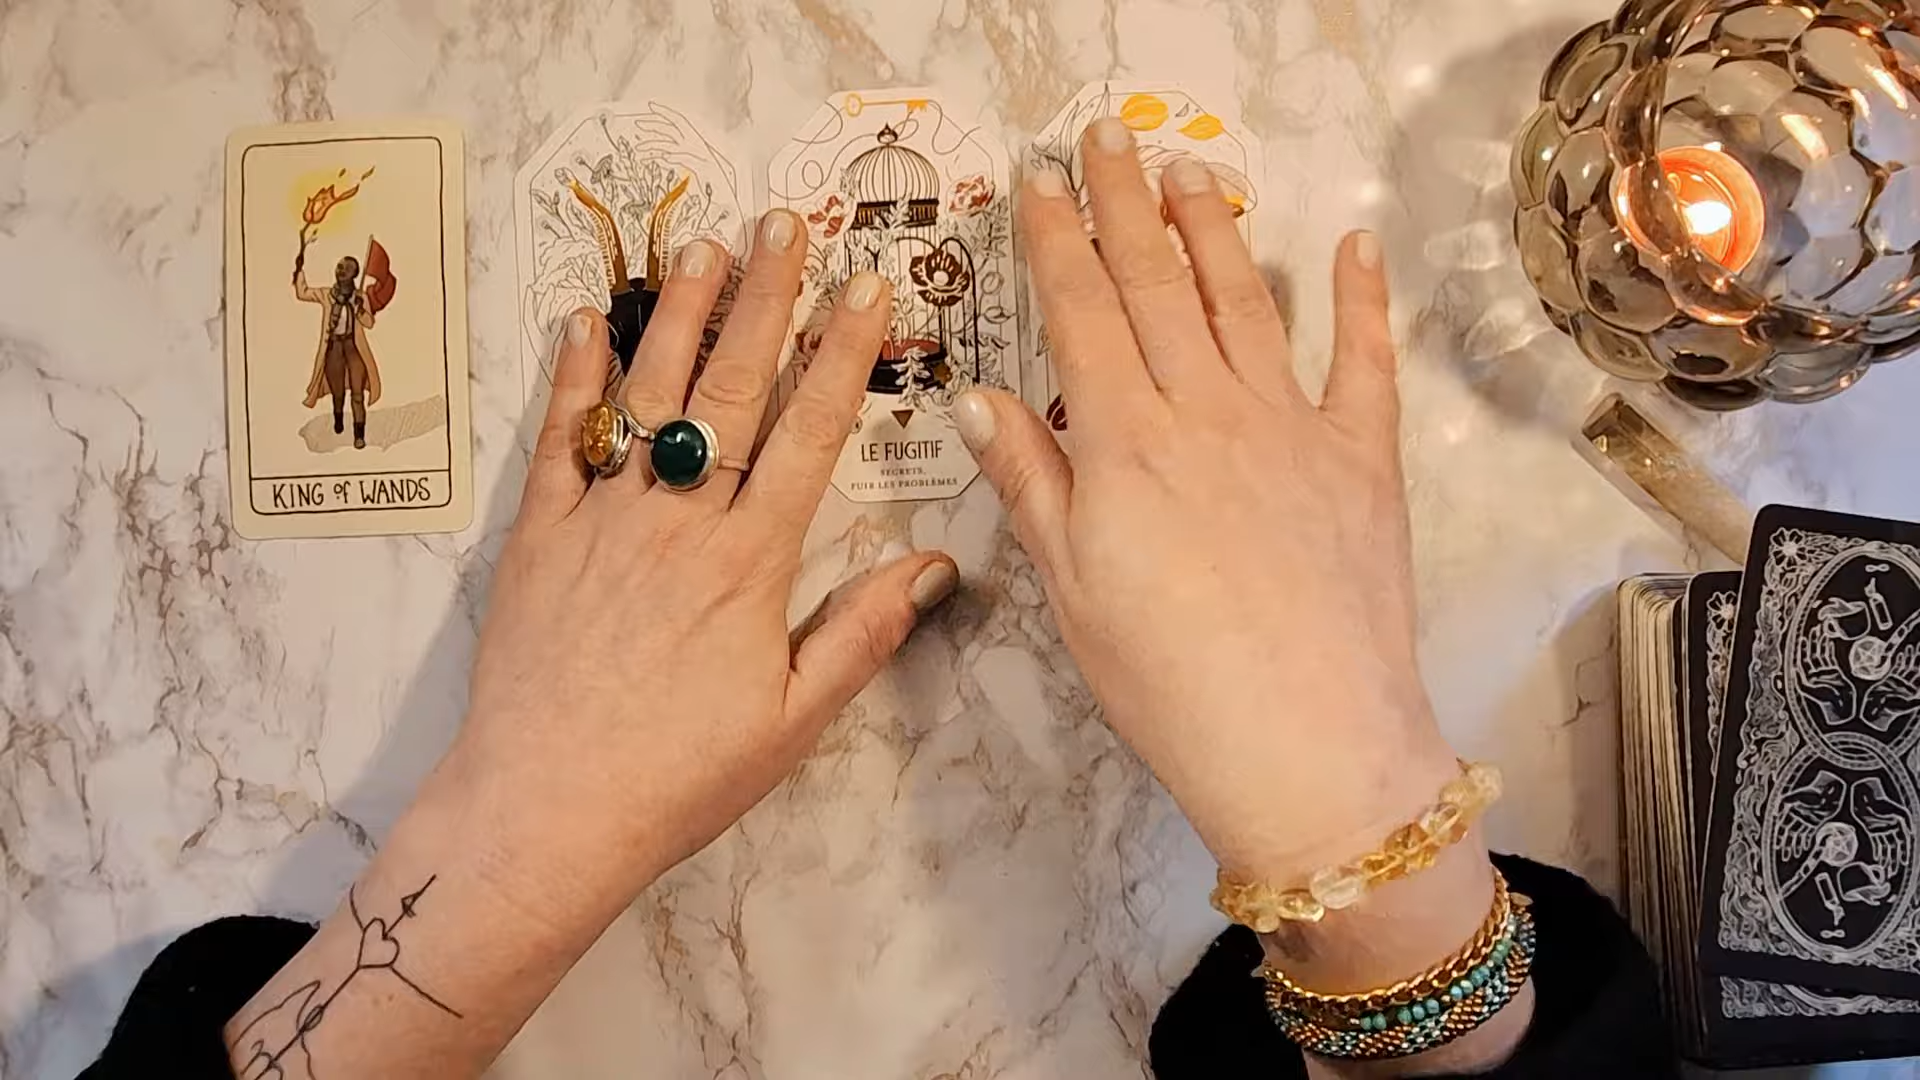 KING of WANDS
LE FUGITIF
SECRETS,
FUIR LES PROBLÈMES